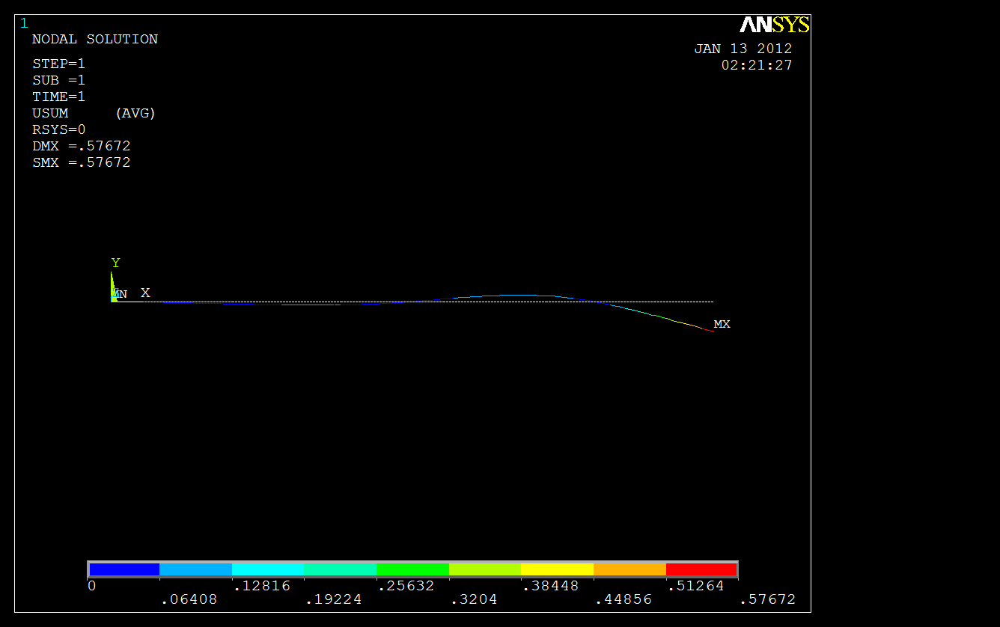 1
ANSYS
NODAL SOLUTION
JAN 13 2012
02:21:27
STEP=1
SUB =1
TIME=1
USUM (AVG)
RSYS=0
DMX =.57672
SMX =.57672
Y
MN X
MX
0 .12816 .25632 .38448 .51264
.06408 .19224 .3204 .44856 .57672